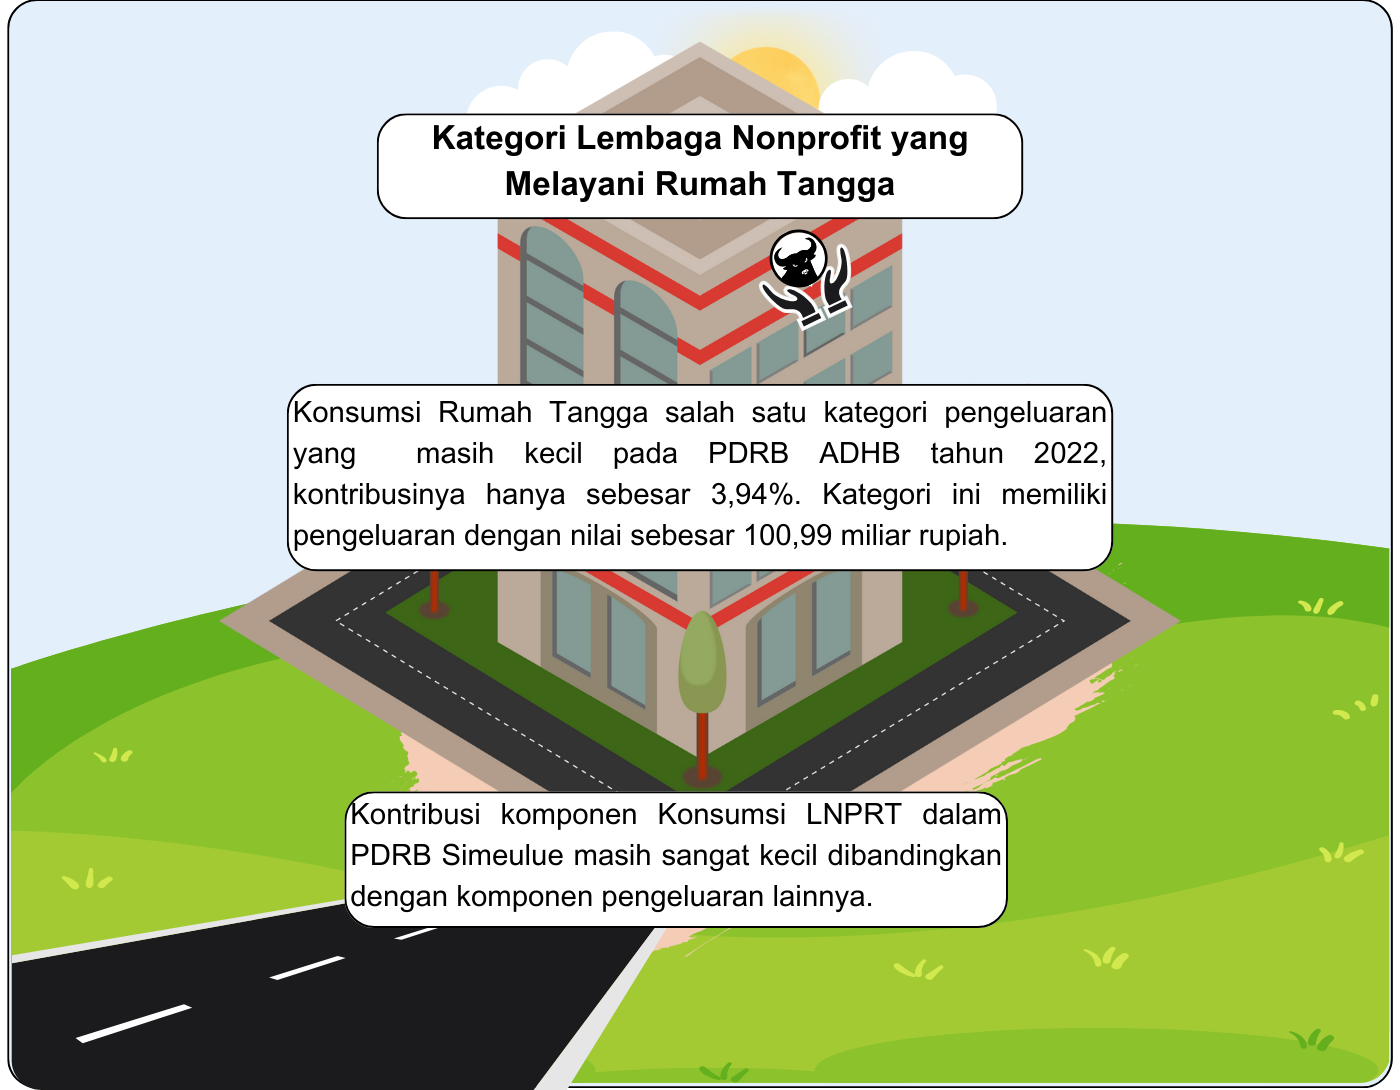 Kategori Lembaga Nonprofit yang
Melayani Rumah Tangga
Konsumsi Rumah Tangga salah satu kategori pengeluaran
yang masih kecil pada PDRB ADHB tahun 2022,
kontribusinya hanya sebesar 3,94%. Kategori ini memiliki
pengeluaran dengan nilai sebesar 100,99 miliar rupiah.
Kontribusi komponen Konsumsi LNPRT dalam
PDRB Simeulue masih sangat kecil dibandingkan
dengan komponen pengeluaran lainnya.